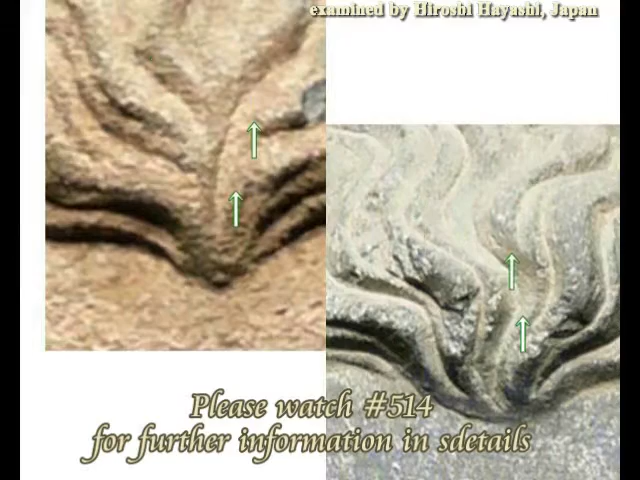 examined by Hiroshi Hayashi, Japan
Please watch #514
for further information in sdetails